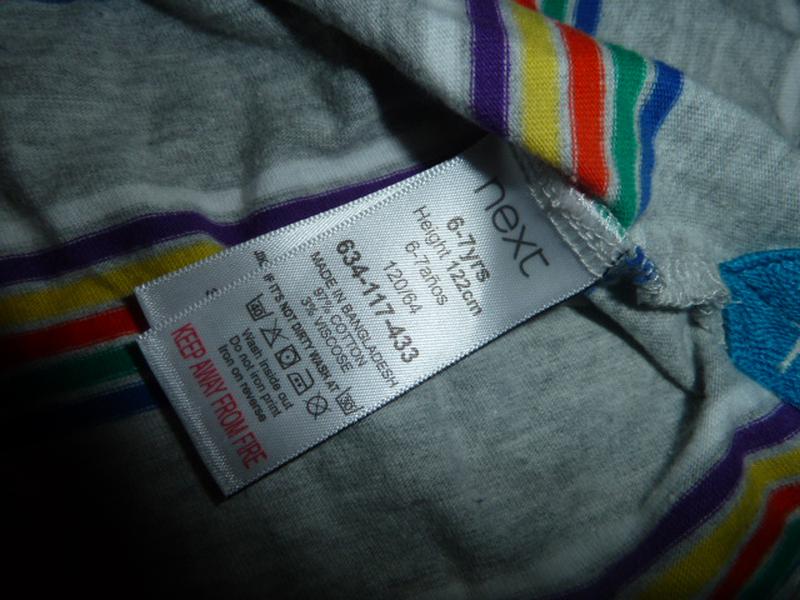 next
6-7yrs
Height 122cm
6-7anos
120/64
634-117-433
MADE IN BANGLADESH
97% COTTON
3% VISCOSE
IF IT'S NOT DIRTY WASH AT 30°
Wash inside out
Do not iron print
Iron on reverse
KEEP AWAY FROM FIRE